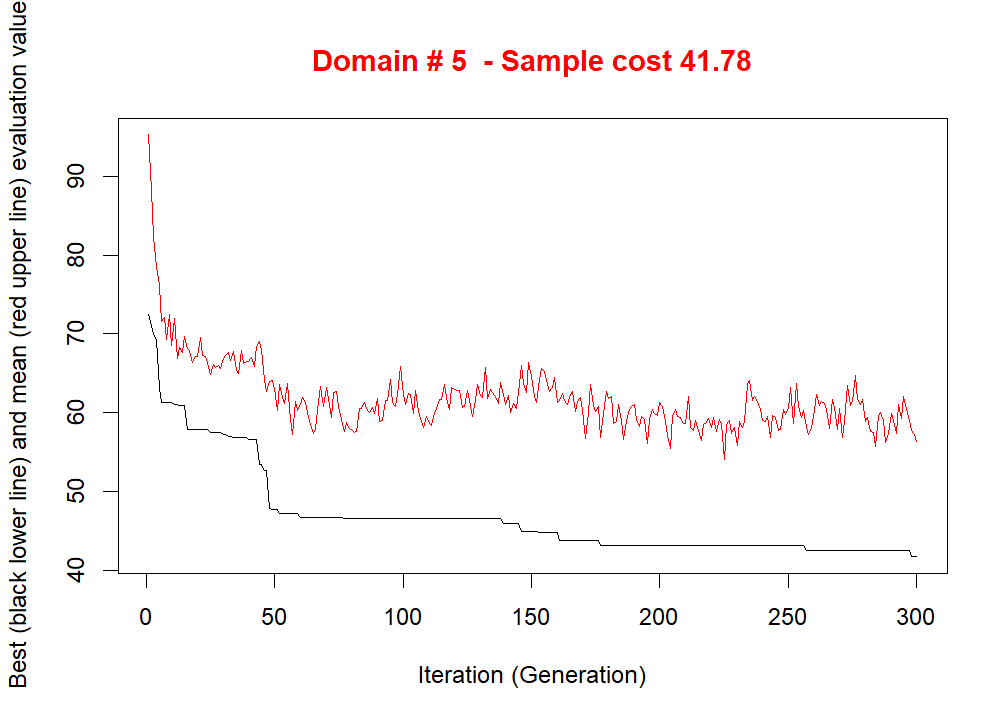 Domain # 5  - Sample cost 41.78
Best (black lower line) and mean (red upper line) evaluation value
90
80
70
60
50
40
0 50 100 150 200 250 300
Iteration (Generation)